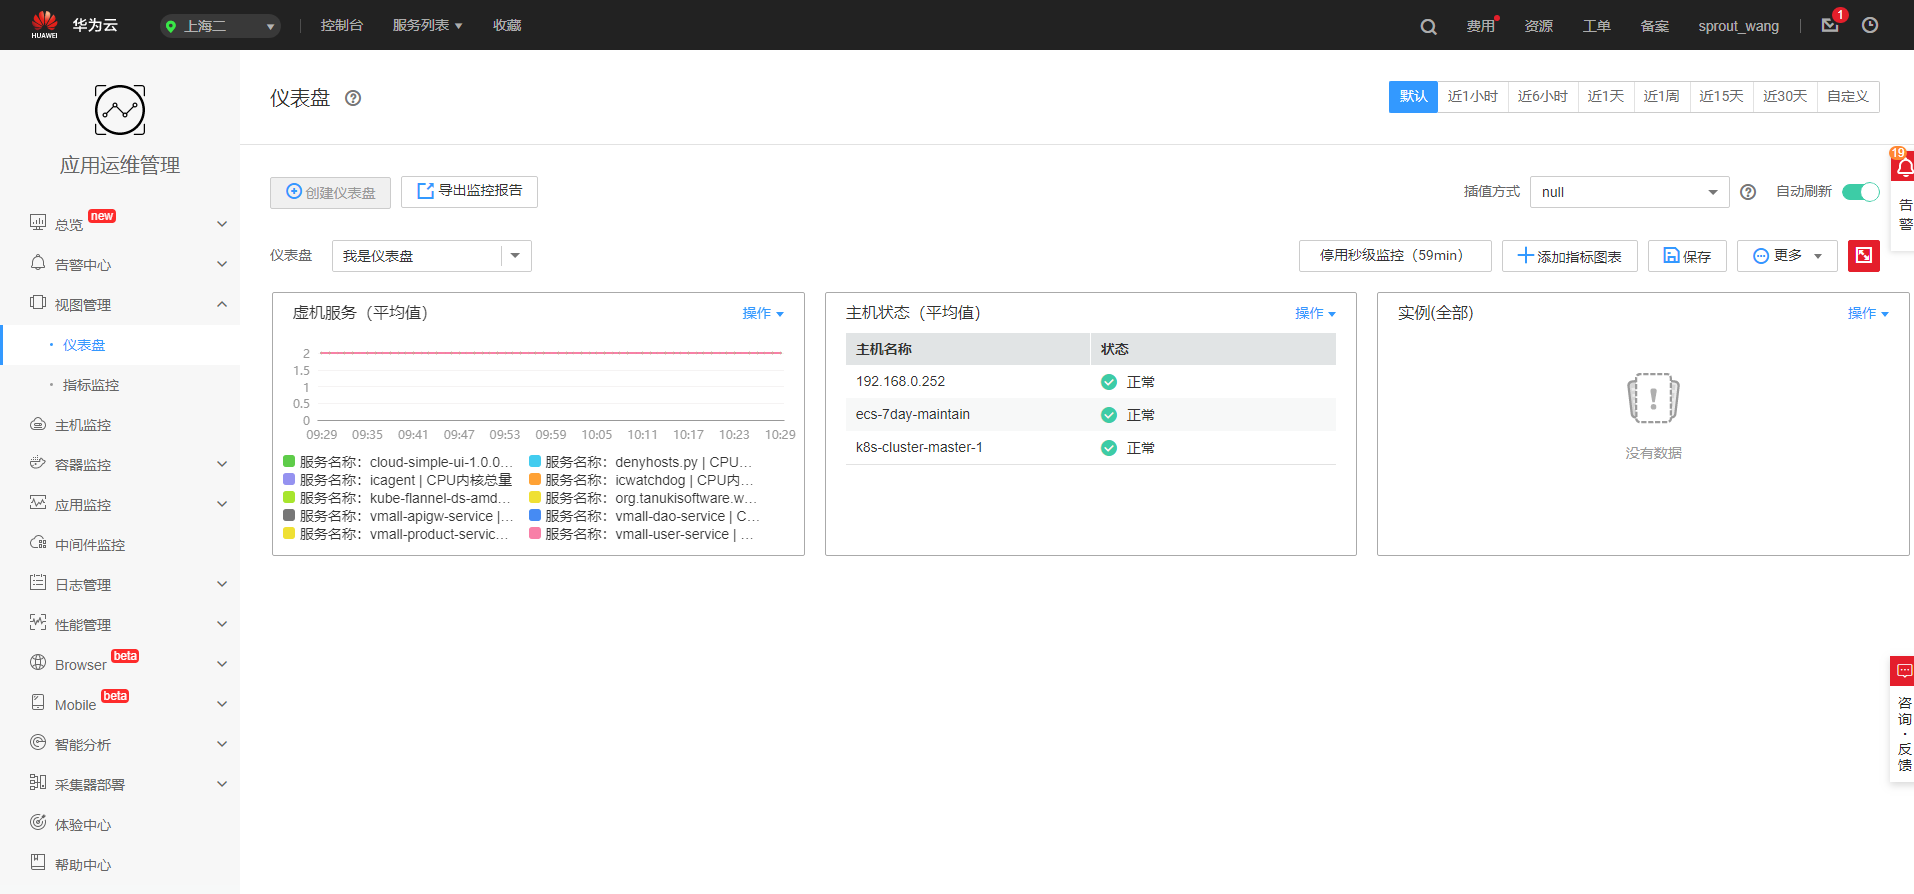 HUAWEI 华为云 上海二 控制台 服务列表 收藏 费用 资源 工单 备案 sprout_wang 1
应用运维管理
总览 new
告警中心
视图管理
仪表盘
指标监控
主机监控
容器监控
应用监控
中间件监控
日志管理
性能管理
Browser beta
Mobile beta
智能分析
采集器部署
体验中心
帮助中心
仪表盘 默认 近1小时 近6小时 近1天 近1周 近15天 近30天 自定义
创建仪表盘 导出监控报告 插值方式 null 自动刷新
仪表盘 我是仪表盘 停用秒级监控（59min） 添加指标图表 保存 更多
虚机服务（平均值） 操作
2
1.5
1
0.5
0
09:29 09:35 09:41 09:47 09:53 09:59 10:05 10:11 10:17 10:23 10:29
服务名称：cloud-simple-ui-1.0.0... 服务名称：denyhosts.py | CPU...
服务名称：icagent | CPU内核总量 服务名称：icwatchdog | CPU内...
服务名称：kube-flannel-ds-amd... 服务名称：org.tanukisoftware.w...
服务名称：vmall-apigw-service |... 服务名称：vmall-dao-service | C...
服务名称：vmall-product-servic... 服务名称：vmall-user-service | ...
主机状态（平均值） 操作
主机名称 状态
192.168.0.252 正常
ecs-7day-maintain 正常
k8s-cluster-master-1 正常
实例(全部) 操作
没有数据
19
告警
咨询·反馈